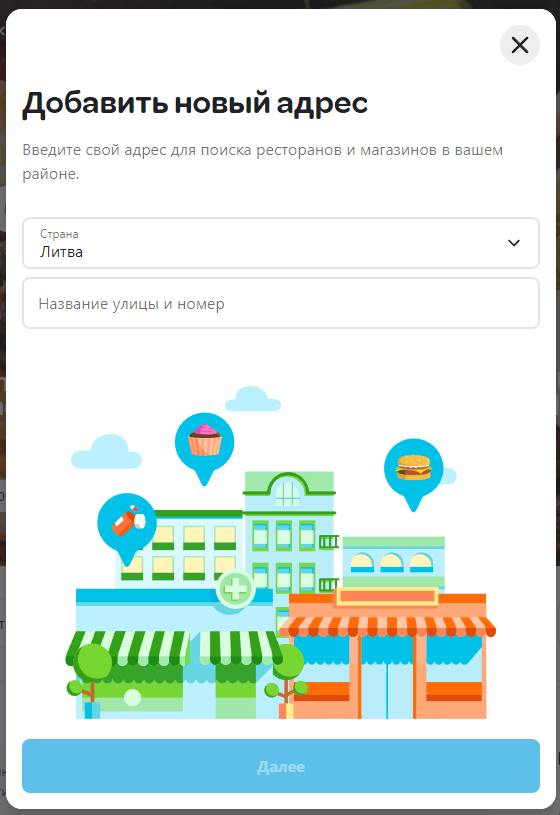 Добавить новый адрес
Введите свой адрес для поиска ресторанов и магазинов в вашем
районе.
Страна
Литва
Название улицы и номер
Далее